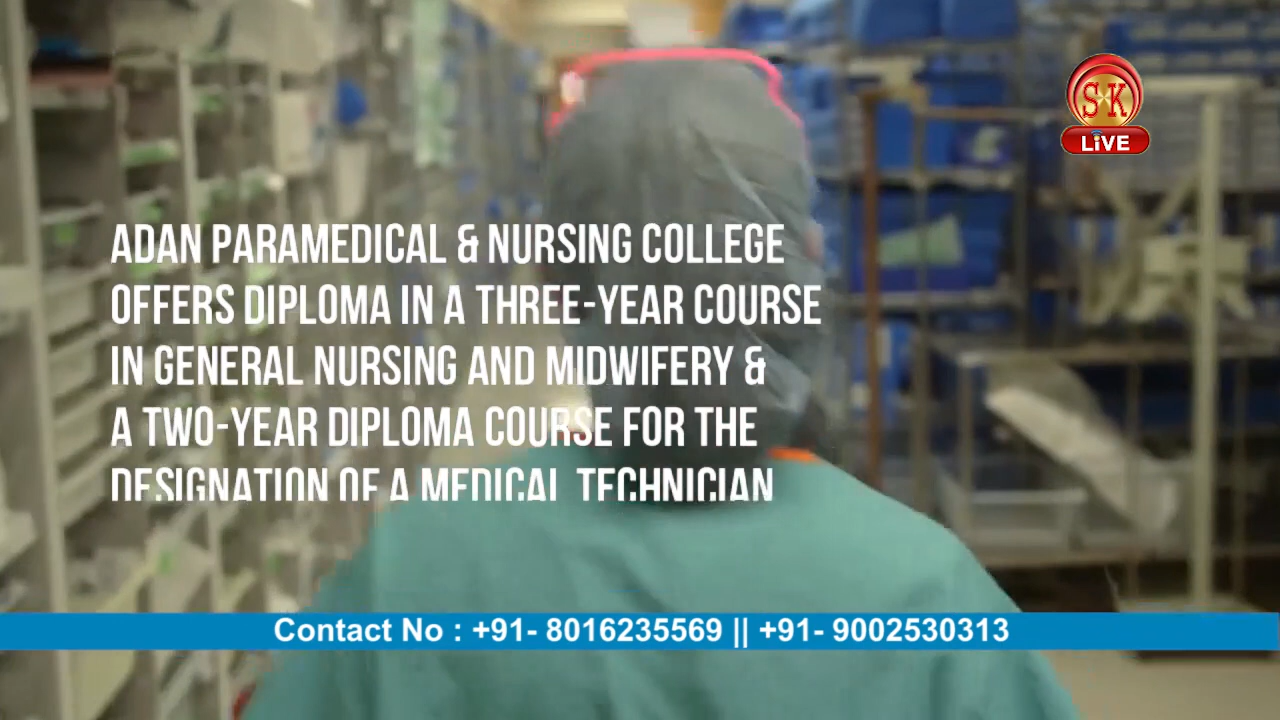 S K
LiVE
ADAN PARAMEDICAL & NURSING COLLEGE
OFFERS DIPLOMA IN A THREE-YEAR COURSE
IN GENERAL NURSING AND MIDWIFERY &
A TWO-YEAR DIPLOMA COURSE FOR THE
DESIGNATION OF A MEDICAL TECHNICIAN
Contact No : +91- 8016235569 || +91- 9002530313